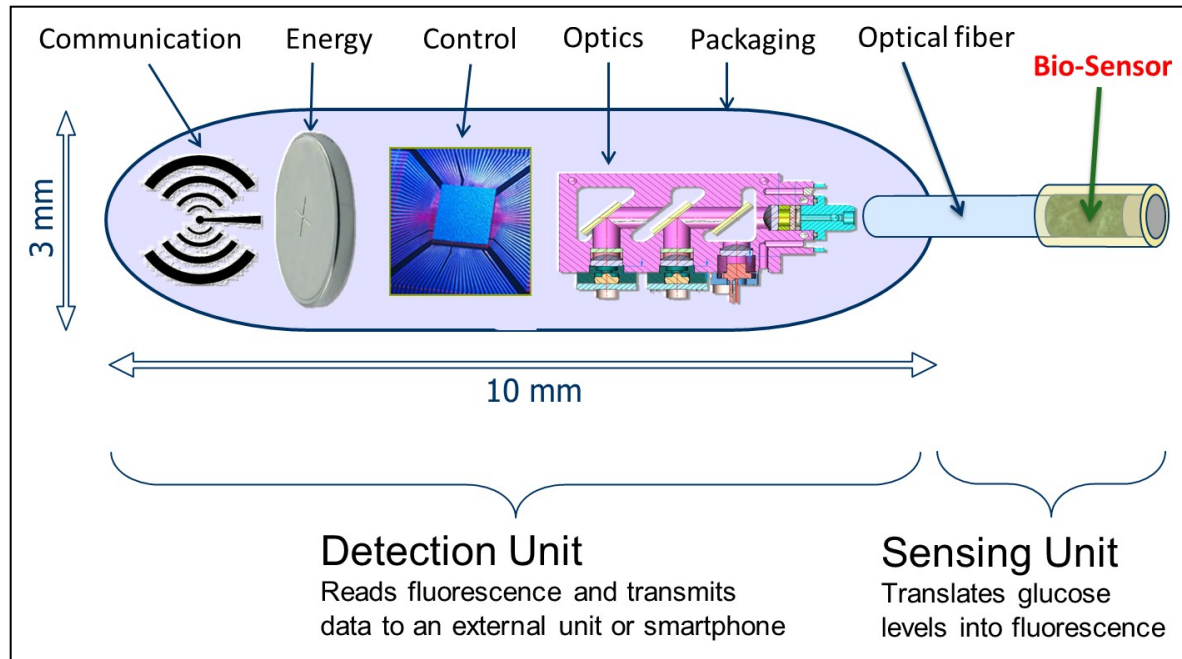 Communication
Energy
Control
Optics
Packaging
Optical fiber
Bio-Sensor
3 mm
10 mm
Detection Unit
Reads fluorescence and transmits
data to an external unit or smartphone
Sensing Unit
Translates glucose
levels into fluorescence